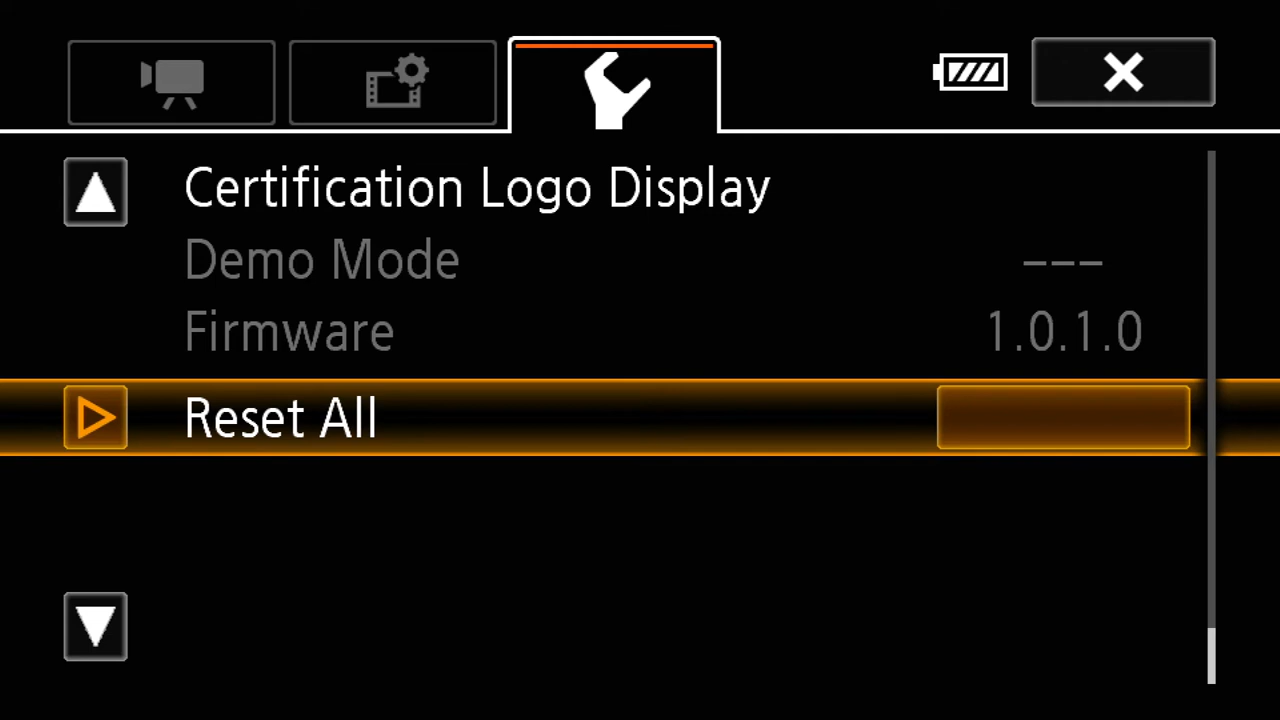 Certification Logo Display
Demo Mode ---
Firmware 1.0.1.0
Reset All